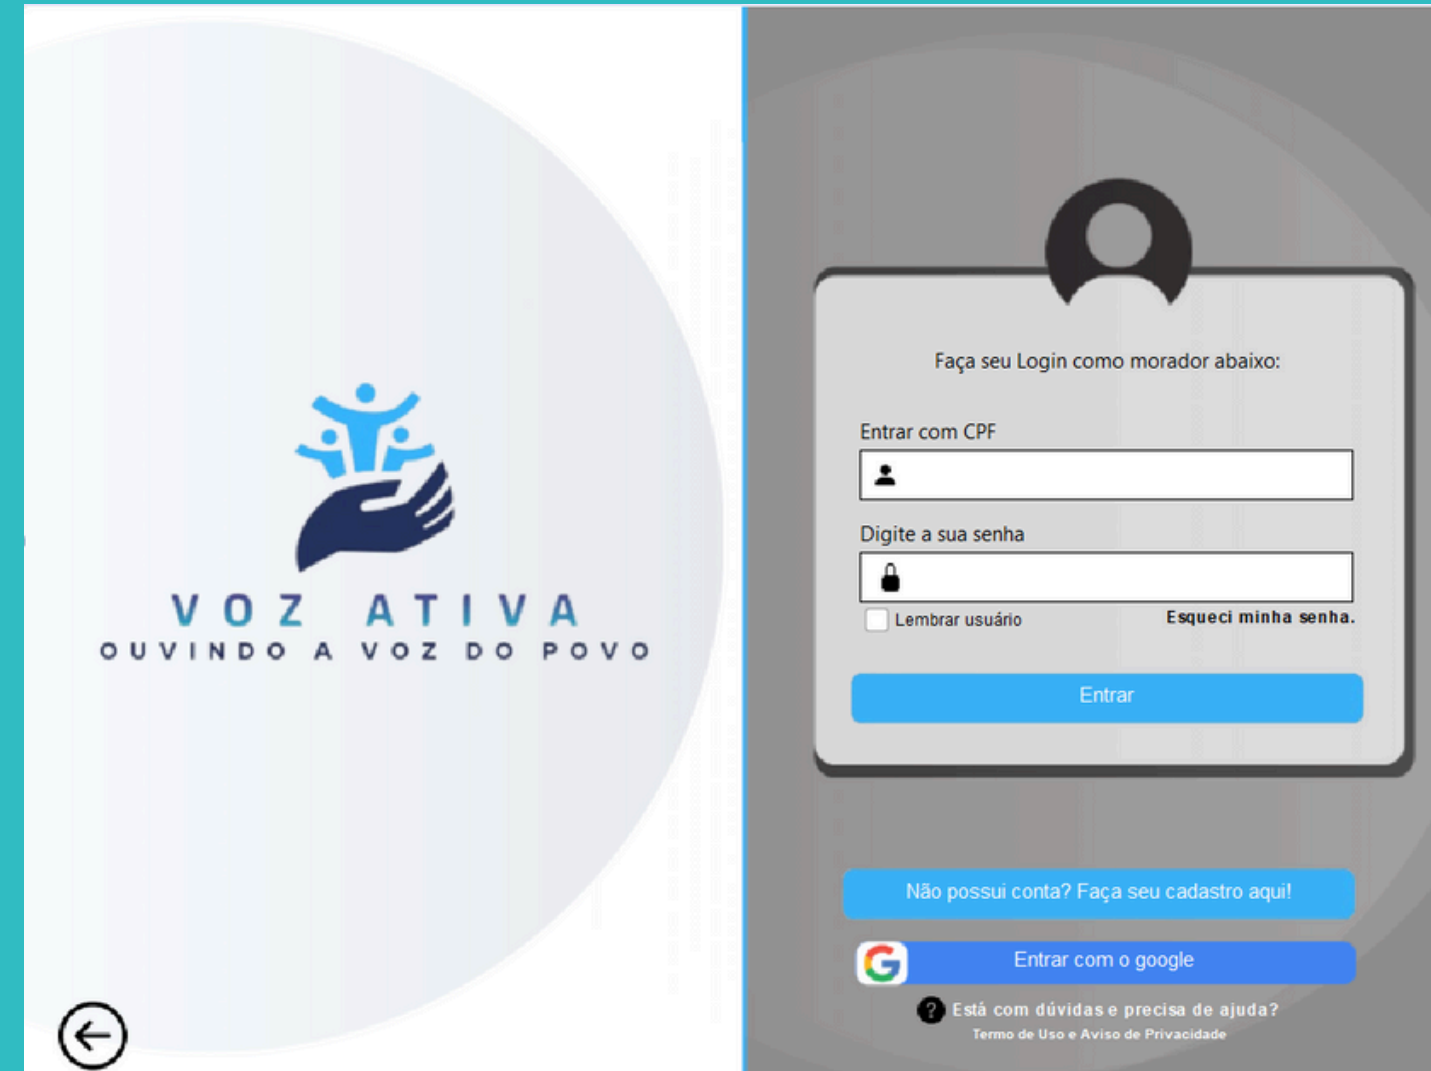 VOZ ATIVA
OUVINDO A VOZ DO POVO
Faça seu Login como morador abaixo:
Entrar com CPF
Digite a sua senha
Lembrar usuário
Esqueci minha senha.
Entrar
Não possui conta? Faça seu cadastro aqui!
G
Entrar com o google
? Está com dúvidas e precisa de ajuda?
Termo de Uso e Aviso de Privacidade